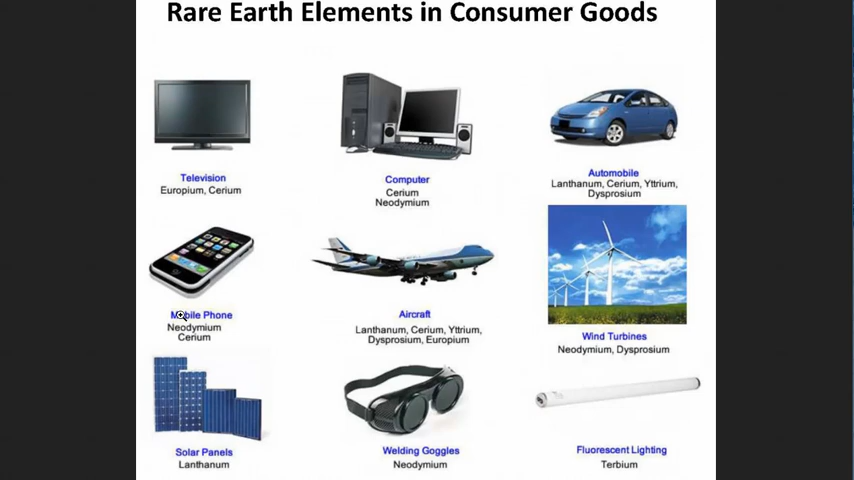 Rare Earth Elements in Consumer Goods
Television
Europium, Cerium
Computer
Cerium
Neodymium
Automobile
Lanthanum, Cerium, Yttrium,
Dysprosium
Mobile Phone
Neodymium
Cerium
Aircraft
Lanthanum, Cerium, Yttrium,
Dysprosium, Europium
Wind Turbines
Neodymium, Dysprosium
Solar Panels
Lanthanum
Welding Goggles
Neodymium
Fluorescent Lighting
Terbium